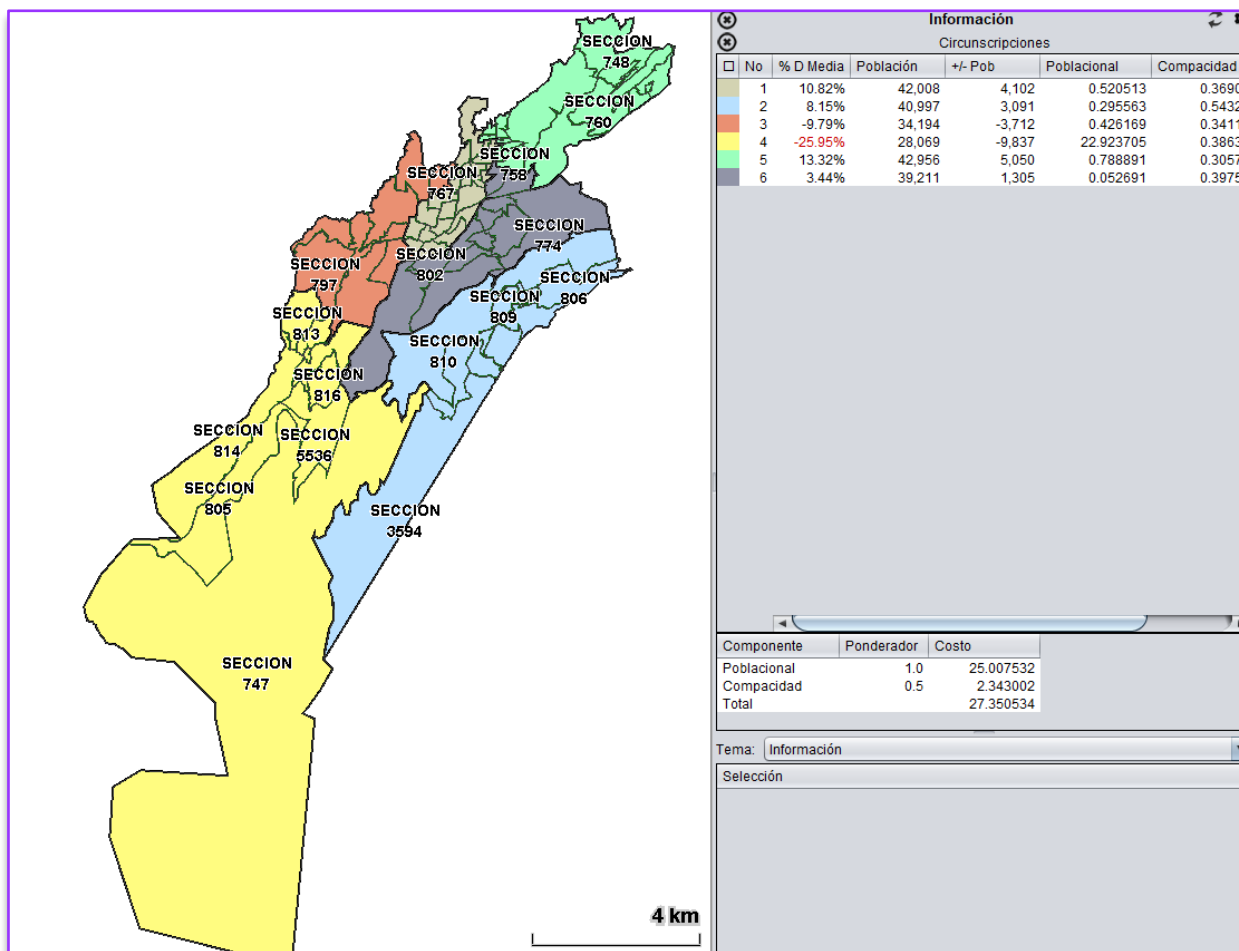 SECCION
748
SECCION
760
SECCION
758
SECCION
767
SECCION
774
SECCION
802
SECCION
797
SECCION
806
SECCION
809
SECCION
813
SECCION
810
SECCION
816
SECCION
814
SECCION
5536
SECCION
805
SECCION
3594
SECCION
747
4 km
Información
Circunscripciones
No % D Media Población +/- Pob Poblacional Compacidad
1 10.82% 42,008 4,102 0.520513 0.3690
2 8.15% 40,997 3,091 0.295563 0.5432
3 -9.79% 34,194 -3,712 0.426169 0.3411
4 -25.95% 28,069 -9,837 22.923705 0.3863
5 13.32% 42,956 5,050 0.788891 0.3057
6 3.44% 39,211 1,305 0.052691 0.3975
Componente Ponderador Costo
Poblacional 1.0 25.007532
Compacidad 0.5 2.343002
Total 27.350534
Tema: Información
Selección